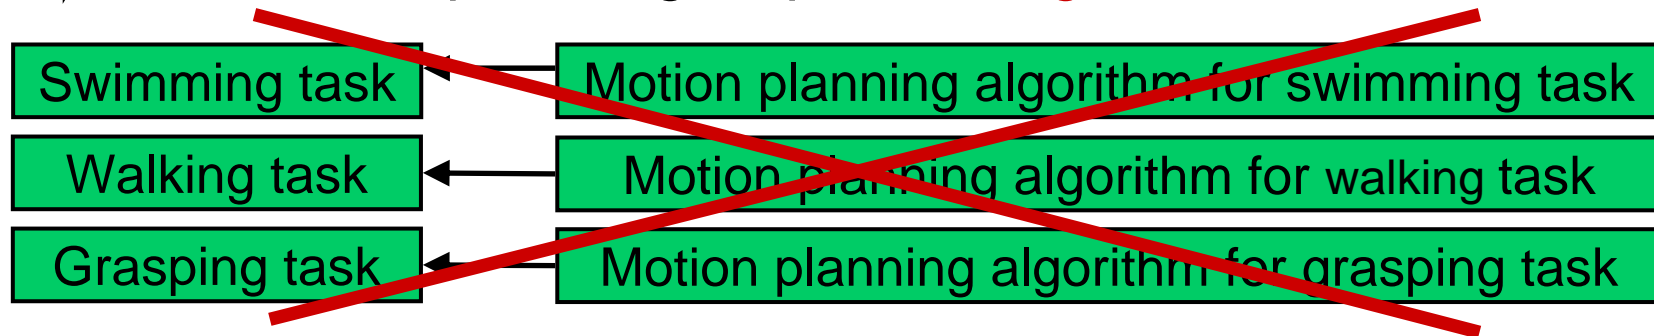 Swimming task Motion planning algorithm for swimming task
Walking task Motion planning algorithm for walking task
Grasping task Motion planning algorithm for grasping task